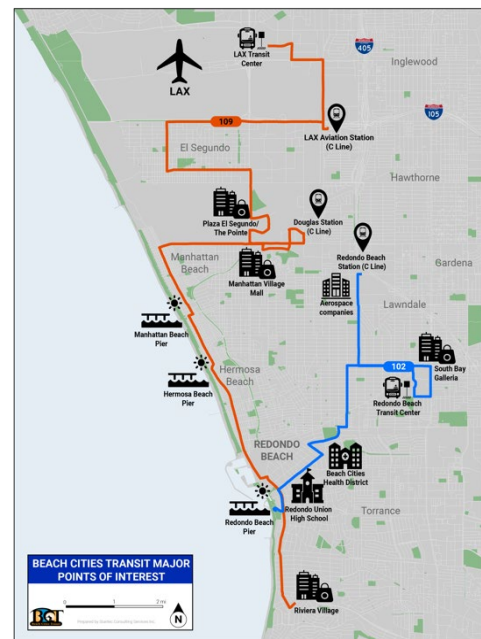 405
Inglewood
LAX Transit
Center
LAX
105
109
LAX Aviation Station
(C Line)
El Segundo
Hawthorne
Plaza El Segundo/
The Pointe
Douglas Station
(C Line)
Redondo Beach
Station (C Line)
Gardena
Manhattan
Beach
Manhattan Village
Mall
Aerospace
companies
Lawndale
Manhattan Beach
Pier
102
South Bay
Galleria
Hermosa
Beach
Hermosa Beach
Pier
Redondo Beach
Transit Center
REDONDO
BEACH
Beach Cities
Health District
Redondo Union
High School
Redondo Beach
Pier
Torrance
BEACH CITIES TRANSIT MAJOR
POINTS OF INTEREST
Riviera Village
BCT
0 1 2 mi
N